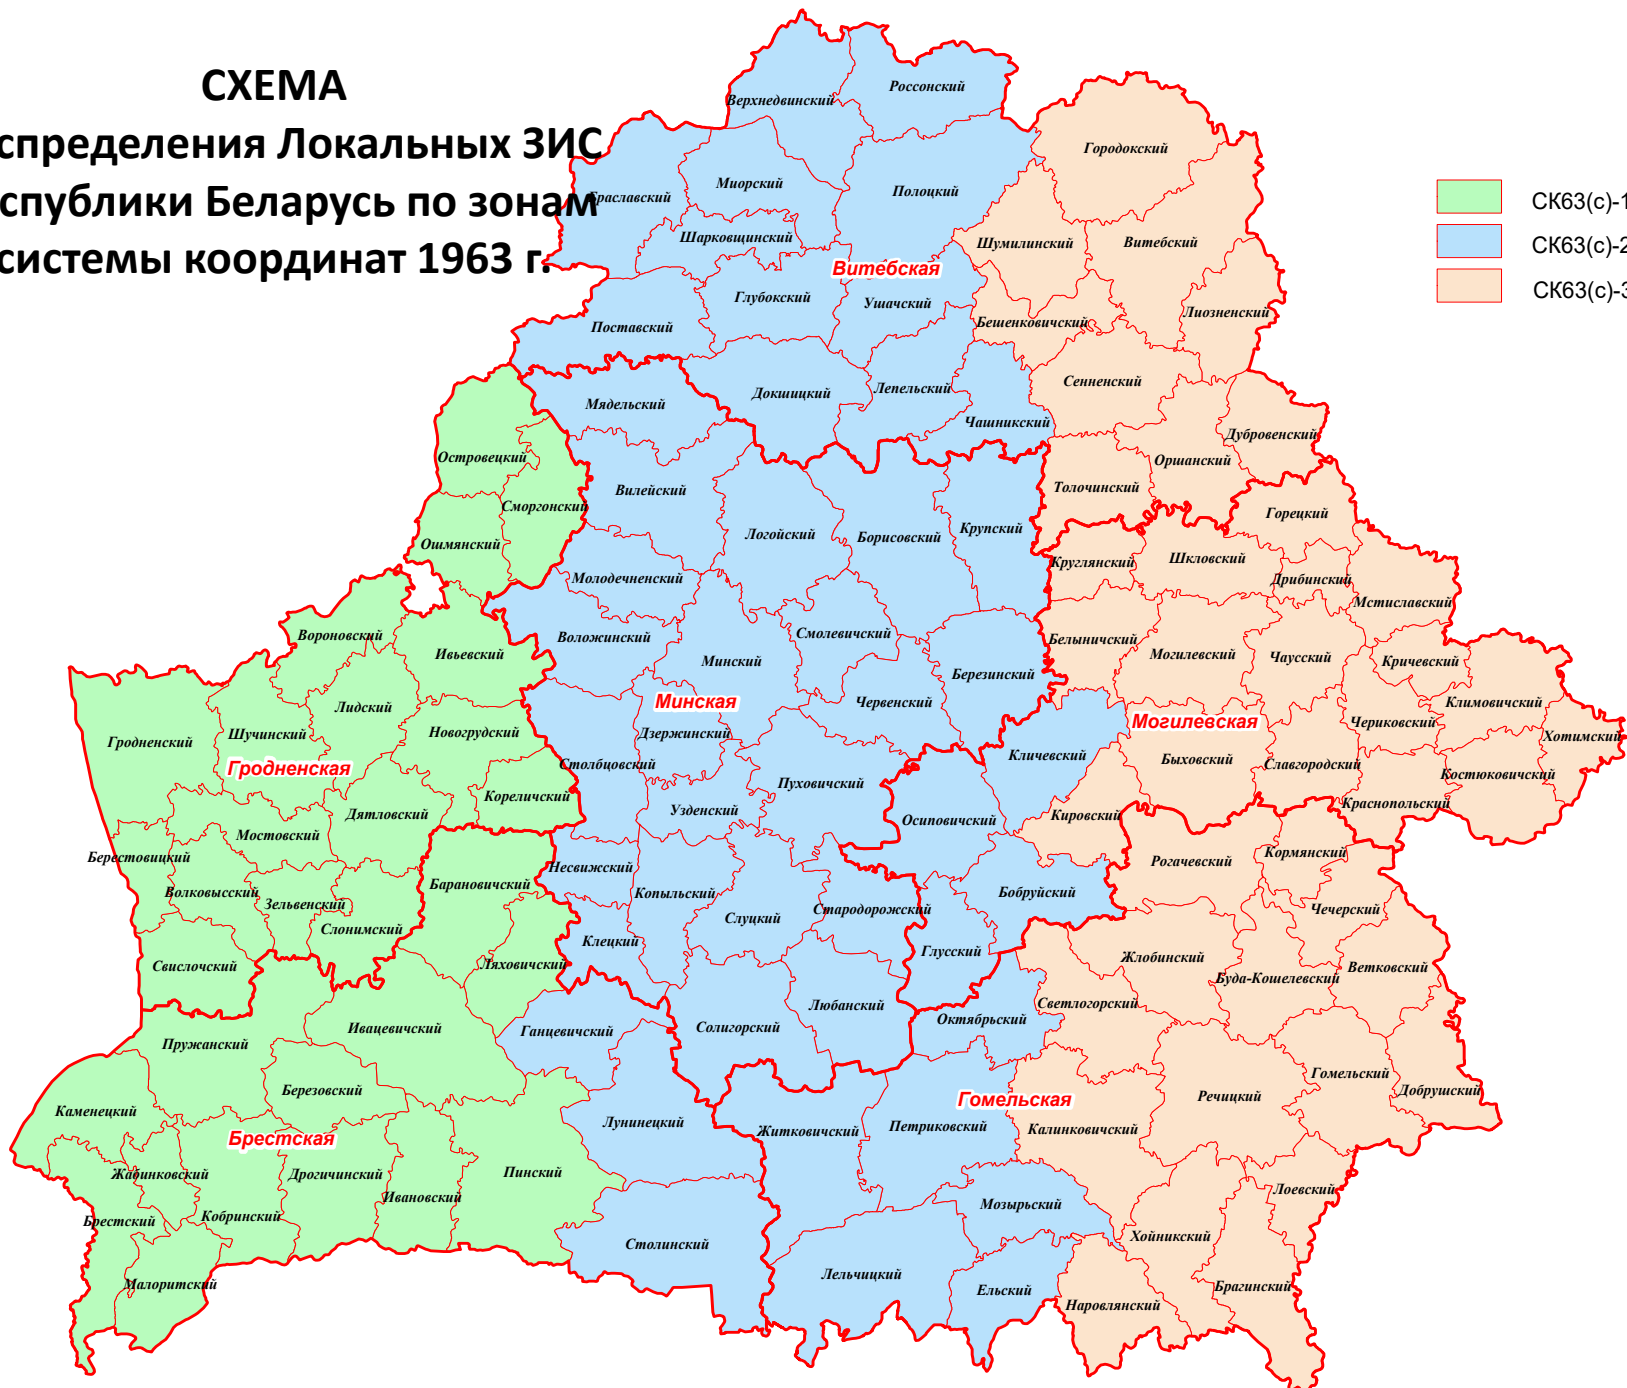 СХЕМА
спределения Локальных ЗИС
спублики Беларусь по зонам
системы координат 1963 г.
СК63(с)-1
СК63(с)-2
СК63(с)-3
Верхнедвинский
Россонский
Городокский
Браславский
Миорский
Полоцкий
Шарковщинский
Шумилинский
Витебский
Витебская
Глубокский
Ушачский
Поставский
Бешенковичский
Лиозненский
Мядельский
Докшицкий
Лепельский
Сенненский
Чашникский
Дубровенский
Островецкий
Оршанский
Вилейский
Толочинский
Сморгонский
Горецкий
Логойский
Борисовский
Крупский
Ошмянский
Круглянский
Шкловский
Молодечненский
Дрибинский
Мстиславский
Вороновский
Воложинский
Смолевичский
Белыничский
Ивьевский
Минский
Могилевский
Чаусский
Кричевский
Березинский
Минская
Червенский
Климовичский
Лидский
Могилевская
Чериковский
Гродненский
Шучинский
Новогрудский
Дзержинский
Хотимский
Гродненская
Столбцовский
Кличевский
Быховский
Славгородский
Костюковичский
Пуховичский
Кореличский
Краснопольский
Дятловский
Узденский
Осиповичский
Кировский
Мостовский
Берестовицкий
Рогачевский
Кормянский
Несвижский
Волковысский
Барановичский
Копыльский
Бобруйский
Зельвенский
Слуцкий
Стародорожский
Чечерский
Слонимский
Клецкий
Глусский
Жлобинский
Свислочский
Ляховичский
Буда-Кошелевский
Ветковский
Светлогорский
Любанский
Ивацевичский
Ганцевичский
Солигорский
Октябрьский
Пружанский
Березовский
Гомельский
Добрушский
Гомельская
Речицкий
Каменецкий
Лунинецкий
Житковичский
Петриковский
Калинковичский
Брестская
Жабинковский
Дрогичинский
Пинский
Ивановский
Лоевский
Мозырьский
Брестский
Кобринский
Столинский
Хойникский
Малоритский
Лельчицкий
Ельский
Брагинский
Наровлянский